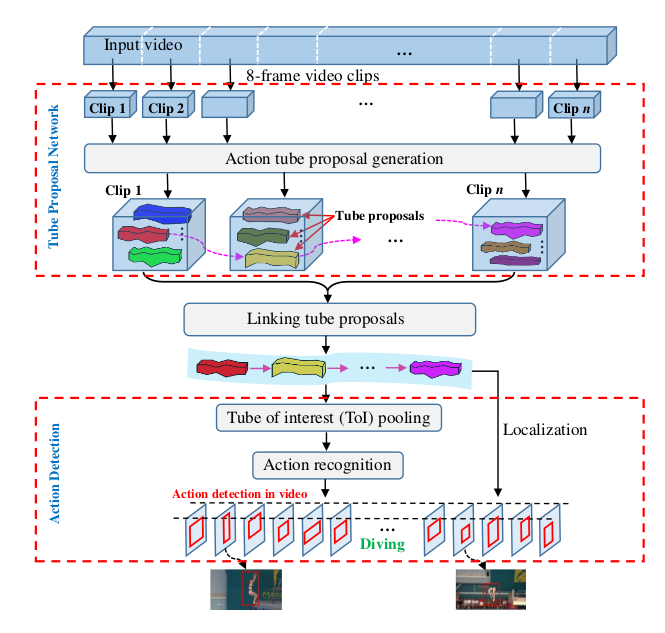 Input video
...
8-frame video clips
Clip 1
Clip 2
...
Clip n
Tube Proposal Network
Action tube proposal generation
Clip 1
Clip n
Tube proposals
...
Linking tube proposals
...
Action Detection
Tube of interest (ToI) pooling
Localization
Action recognition
Action detection in video
...
Diving